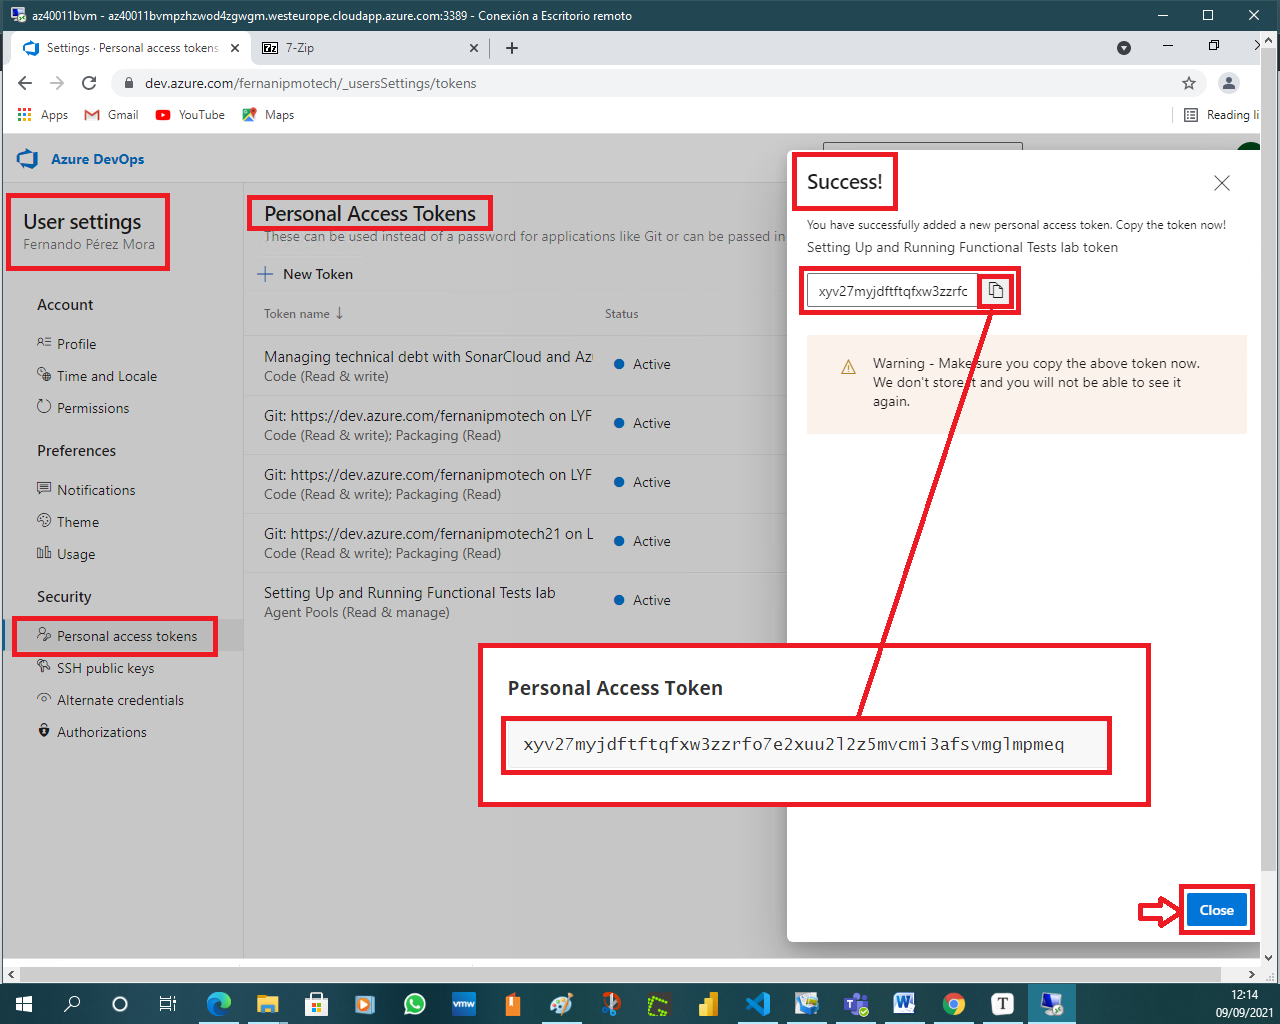 az40011bvm - az40011bvmpzhzwod4zgwgm.westeurope.cloudapp.azure.com:3389 - Conexión a Escritorio remoto
Settings · Personal access tokens
7-Zip
dev.azure.com/fernanipmotech/_usersSettings/tokens
Apps Gmail YouTube Maps
Reading li
Azure DevOps
User settings
Fernando Pérez Mora
Account
Profile
Time and Locale
Permissions
Preferences
Notifications
Theme
Usage
Security
Personal access tokens
SSH public keys
Alternate credentials
Authorizations
Personal Access Tokens
These can be used instead of a password for applications like Git or can be passed in
New Token
Token name ↓ Status
Managing technical debt with SonarCloud and Azu
Code (Read & write)
Active
Git: https://dev.azure.com/fernanipmotech on LYF
Code (Read & write); Packaging (Read)
Active
Git: https://dev.azure.com/fernanipmotech on LYF
Code (Read & write); Packaging (Read)
Active
Git: https://dev.azure.com/fernanipmotech21 on L
Code (Read & write); Packaging (Read)
Active
Setting Up and Running Functional Tests lab
Agent Pools (Read & manage)
Active
Success!
You have successfully added a new personal access token. Copy the token now!
Setting Up and Running Functional Tests lab token
xyv27myjdftftqfxw3zzrfc
Warning - Make sure you copy the above token now.
We don't store it and you will not be able to see it
again.
Personal Access Token
xyv27myjdftftqfxw3zzrfo7e2xuu2l2z5mvcmi3afsvmglmpmeq
Close
vmw
12:14
09/09/2021